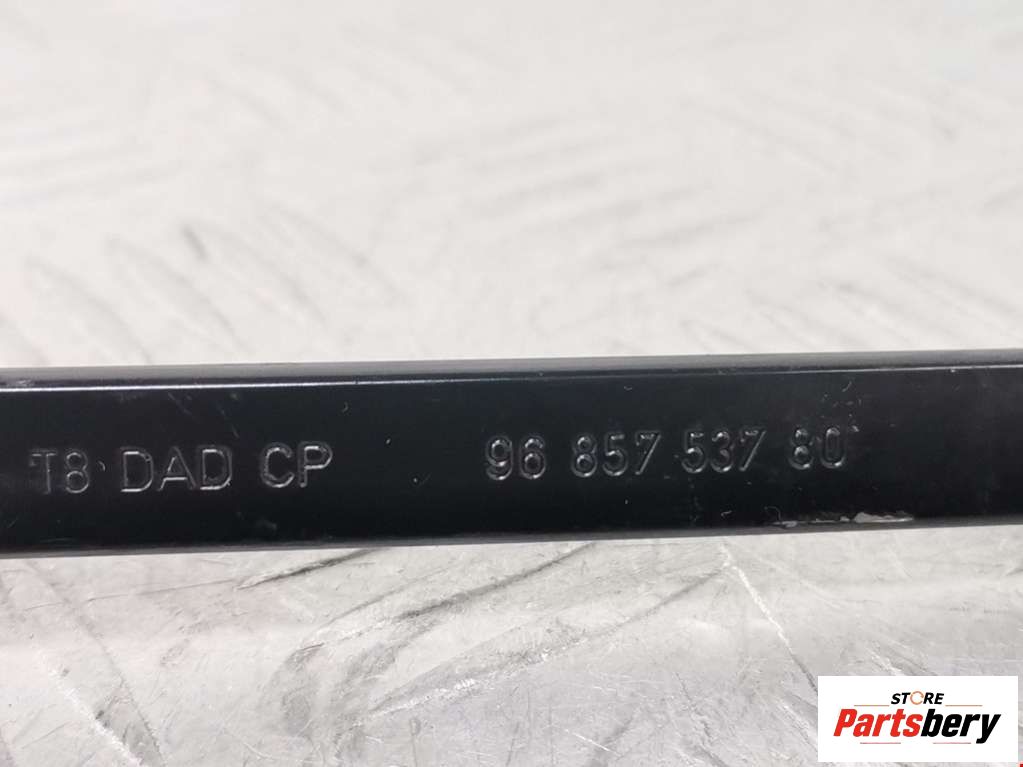 T8 DAD CP 96 857 537 80
STORE
Partsbery